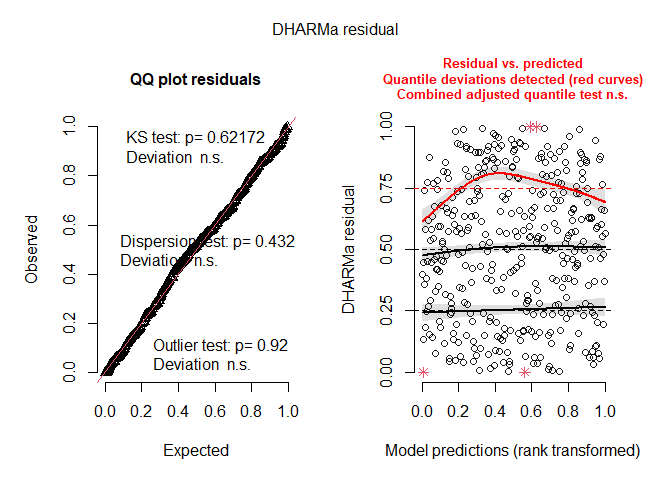 DHARMa residual
QQ plot residuals
KS test: p= 0.62172
Deviation n.s.
Dispersion test: p= 0.432
Deviation n.s.
Outlier test: p= 0.92
Deviation n.s.
Observed
0.0 0.2 0.4 0.6 0.8 1.0
0.0 0.2 0.4 0.6 0.8 1.0
Expected
Residual vs. predicted
Quantile deviations detected (red curves)
Combined adjusted quantile test n.s.
DHARMa residual
0.00 0.25 0.50 0.75 1.00
0.0 0.2 0.4 0.6 0.8 1.0
Model predictions (rank transformed)